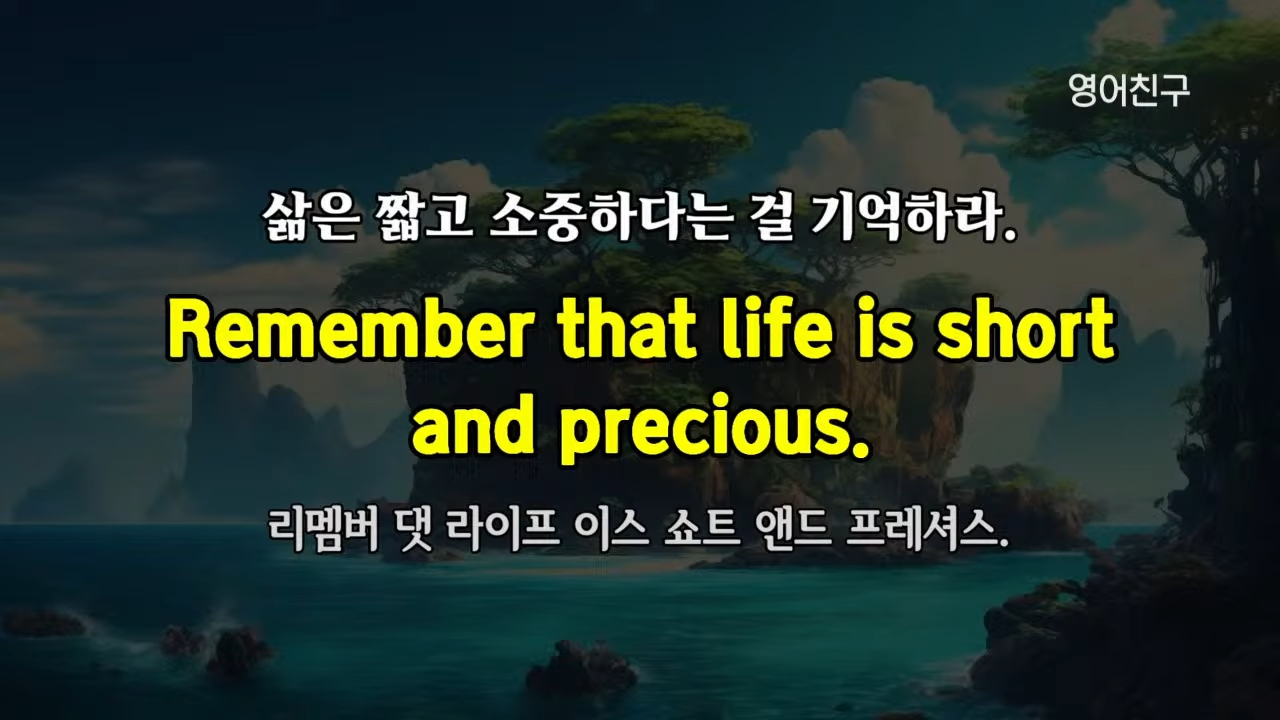 영어친구
삶은 짧고 소중하다는 걸 기억하라.
Remember that life is short
and precious.
리멤버 댓 라이프 이스 쇼트 앤드 프레셔스.